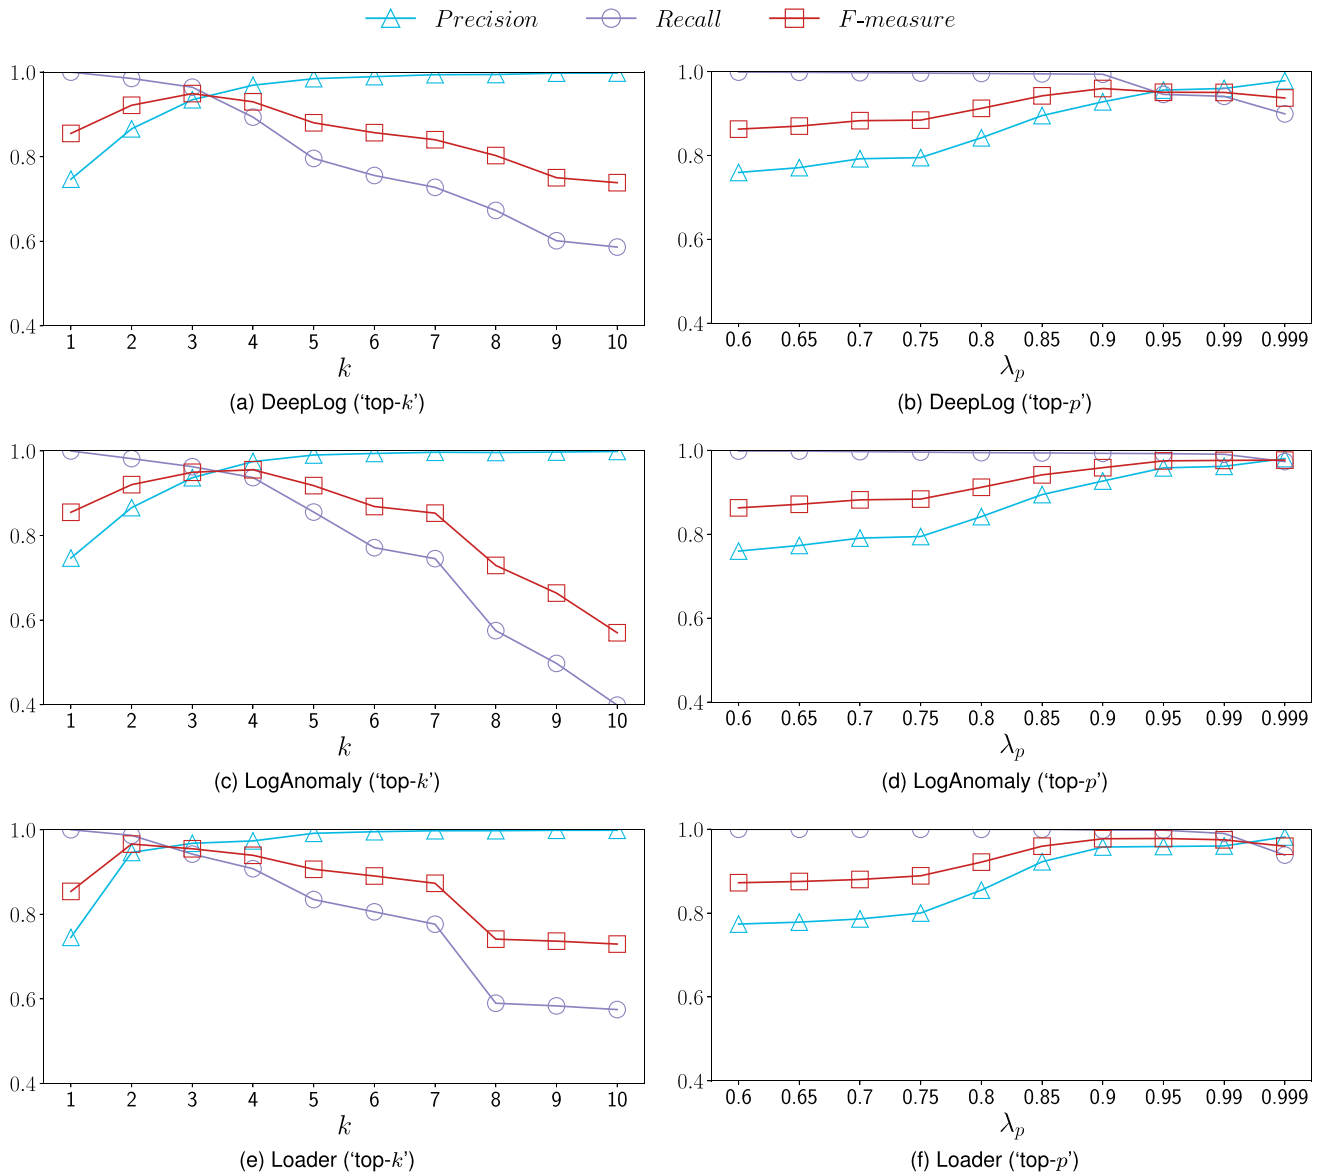 Precision Recall F-measure
1.0
0.8
0.6
0.4
1 2 3 4 5 6 7 8 9 10
k
(a) DeepLog (‘top-k’)
1.0
0.8
0.6
0.4
0.6 0.65 0.7 0.75 0.8 0.85 0.9 0.95 0.99 0.999
λp
(b) DeepLog (‘top-p’)
1.0
0.8
0.6
0.4
1 2 3 4 5 6 7 8 9 10
k
(c) LogAnomaly (‘top-k’)
1.0
0.8
0.6
0.4
0.6 0.65 0.7 0.75 0.8 0.85 0.9 0.95 0.99 0.999
λp
(d) LogAnomaly (‘top-p’)
1.0
0.8
0.6
0.4
1 2 3 4 5 6 7 8 9 10
k
(e) Loader (‘top-k’)
1.0
0.8
0.6
0.4
0.6 0.65 0.7 0.75 0.8 0.85 0.9 0.95 0.99 0.999
λp
(f) Loader (‘top-p’)